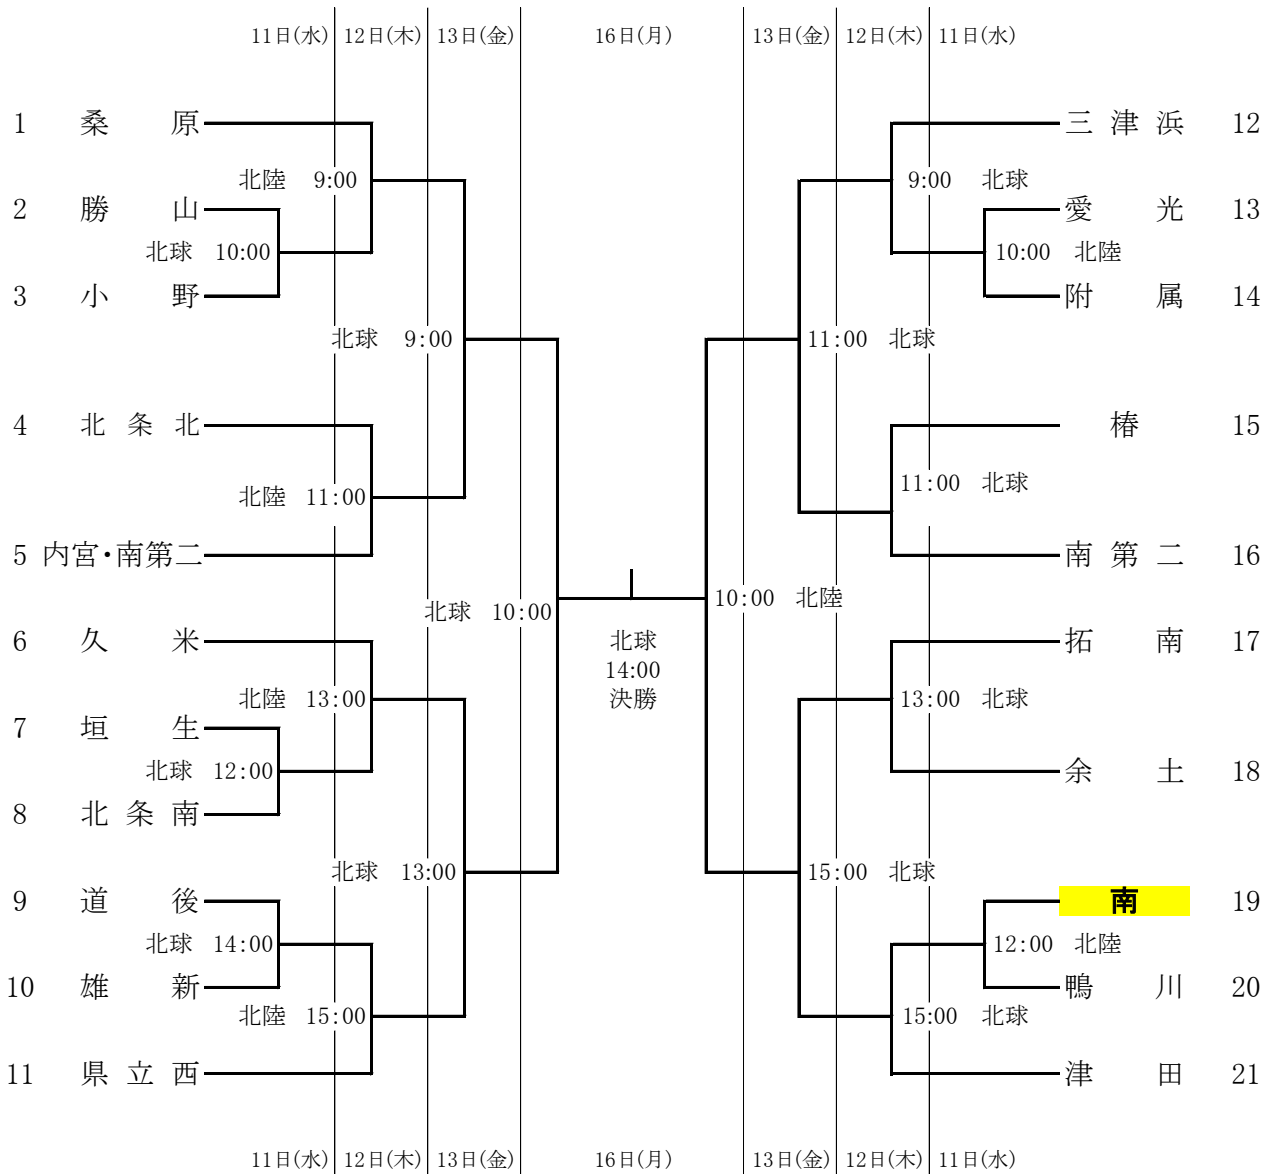 11日(水) 12日(木) 13日(金) 16日(月) 13日(金) 12日(木) 11日(水)
1 桑原 三津浜 12
北陸 9:00 9:00 北球
2 勝山 愛光 13
北球 10:00 10:00 北陸
3 小野 附属 14
北球 9:00 11:00 北球
4 北条北 椿 15
北陸 11:00 11:00 北球
5 内宮・南第二 南第二 16
北球 10:00 10:00 北陸
6 久米 北球 拓南 17
14:00
北陸 13:00 決勝 13:00 北球
7 垣生
北球 12:00 余土 18
8 北条南
北球 13:00 15:00 北球
9 道後 南 19
北球 14:00 12:00 北陸
10 雄新 鴨川 20
北陸 15:00 15:00 北球
11 県立西 津田 21
11日(水) 12日(木) 13日(金) 16日(月) 13日(金) 12日(木) 11日(水)